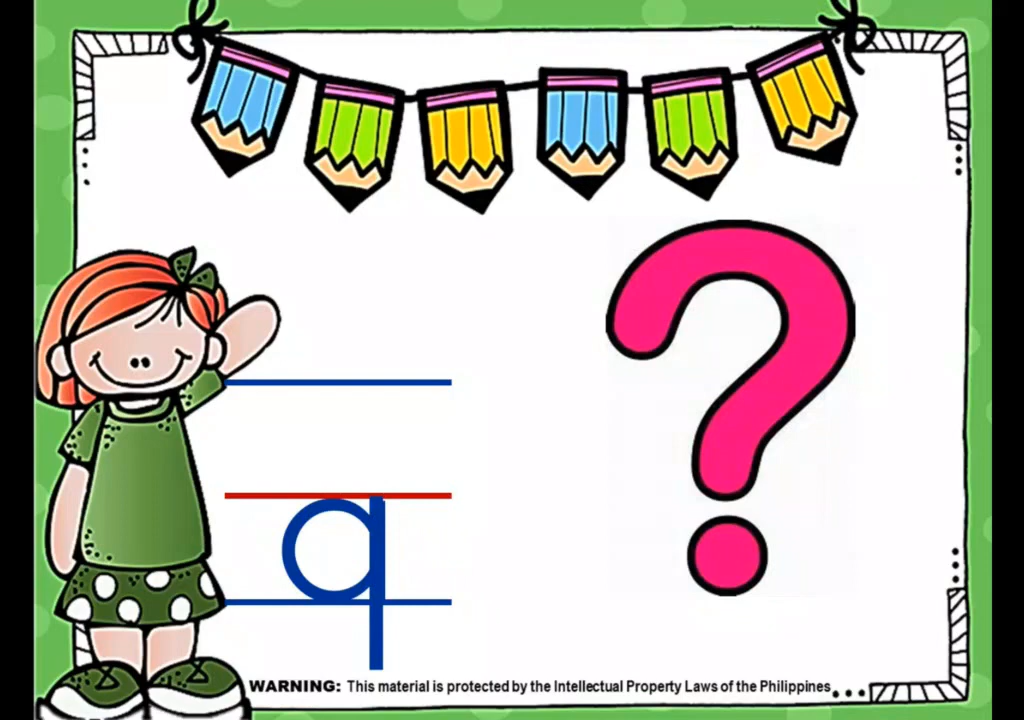 ?
q
WARNING: This material is protected by the Intellectual Property Laws of the Philippines